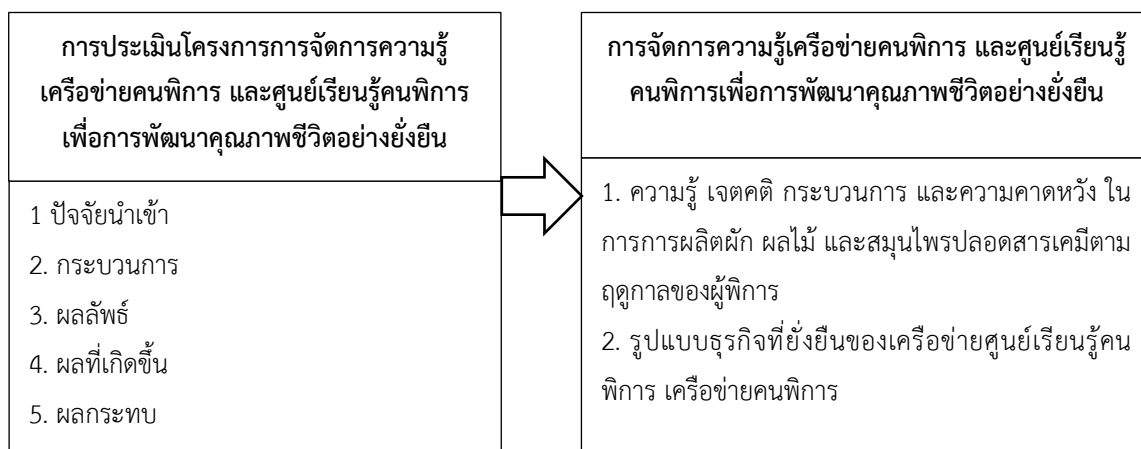 การประเมินโครงการการจัดการความรู้
เครือข่ายคนพิการ และศูนย์เรียนรู้คนพิการ
เพื่อการพัฒนาคุณภาพชีวิตอย่างยั่งยืน
1 ปัจจัยนำเข้า
2. กระบวนการ
3. ผลลัพธ์
4. ผลที่เกิดขึ้น
5. ผลกระทบ
การจัดการความรู้เครือข่ายคนพิการ และศูนย์เรียนรู้
คนพิการเพื่อการพัฒนาคุณภาพชีวิตอย่างยั่งยืน
1. ความรู้ เจตคติ กระบวนการ และความคาดหวัง ใน
การการผลิตผัก ผลไม้ และสมุนไพรปลอดสารเคมีตาม
ฤดูกาลของผู้พิการ
2. รูปแบบธุรกิจที่ยั่งยืนของเครือข่ายศูนย์เรียนรู้คน
พิการ เครือข่ายคนพิการ